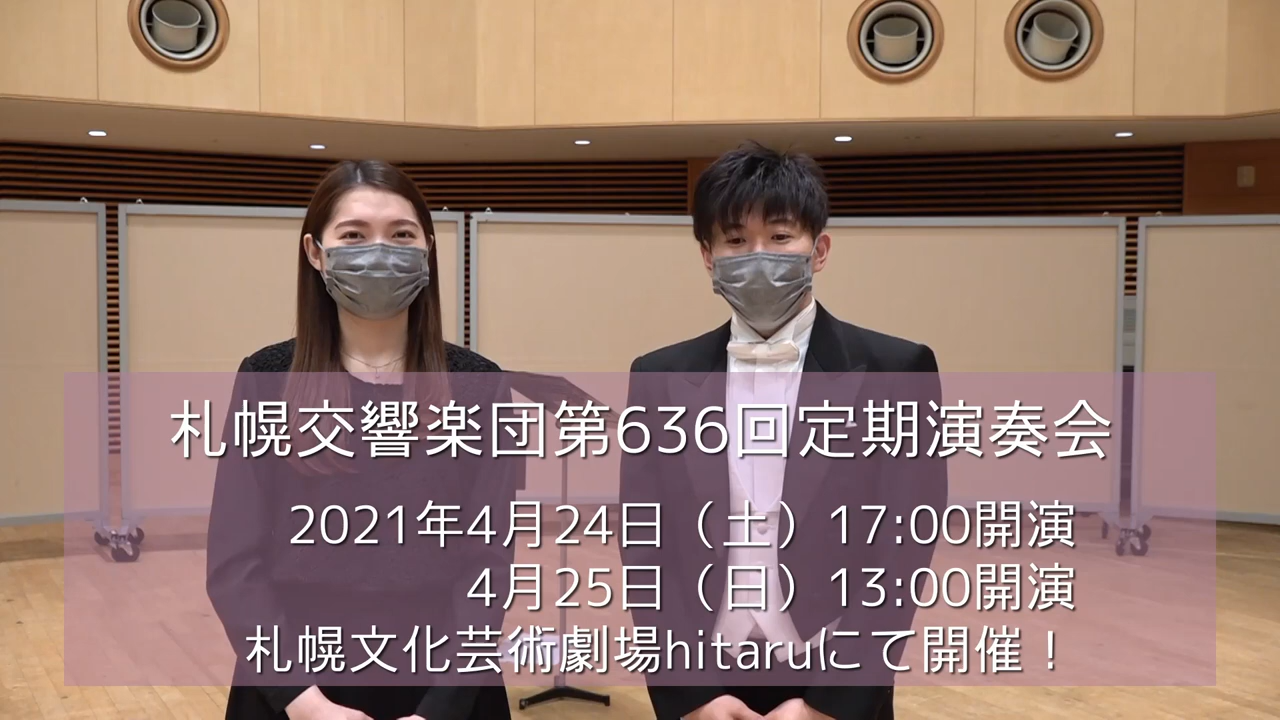 札幌交響楽団第636回定期演奏会
2021年4月24日（土）17:00開演
4月25日（日）13:00開演
札幌文化芸術劇場hitaruにて開催！